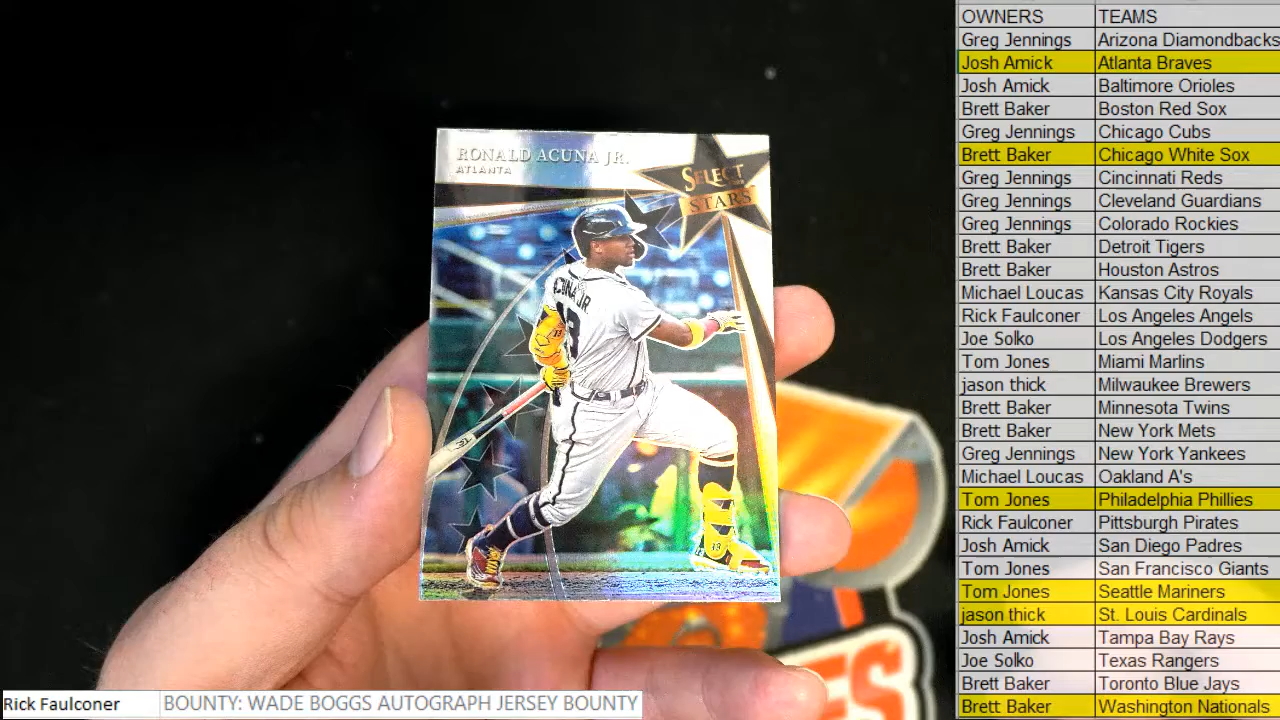 RONALD ACUNA JR.
ATLANTA
SELECT
STARS
ACUNA JR.
13
13
OWNERS TEAMS
Greg Jennings Arizona Diamondbacks
Josh Amick Atlanta Braves
Josh Amick Baltimore Orioles
Brett Baker Boston Red Sox
Greg Jennings Chicago Cubs
Brett Baker Chicago White Sox
Greg Jennings Cincinnati Reds
Greg Jennings Cleveland Guardians
Greg Jennings Colorado Rockies
Brett Baker Detroit Tigers
Brett Baker Houston Astros
Michael Loucas Kansas City Royals
Rick Faulconer Los Angeles Angels
Joe Solko Los Angeles Dodgers
Tom Jones Miami Marlins
jason thick Milwaukee Brewers
Brett Baker Minnesota Twins
Brett Baker New York Mets
Greg Jennings New York Yankees
Michael Loucas Oakland A's
Tom Jones Philadelphia Phillies
Rick Faulconer Pittsburgh Pirates
Josh Amick San Diego Padres
Tom Jones San Francisco Giants
Tom Jones Seattle Mariners
jason thick St. Louis Cardinals
Josh Amick Tampa Bay Rays
Joe Solko Texas Rangers
Brett Baker Toronto Blue Jays
Brett Baker Washington Nationals
Rick Faulconer BOUNTY: WADE BOGGS AUTOGRAPH JERSEY BOUNTY